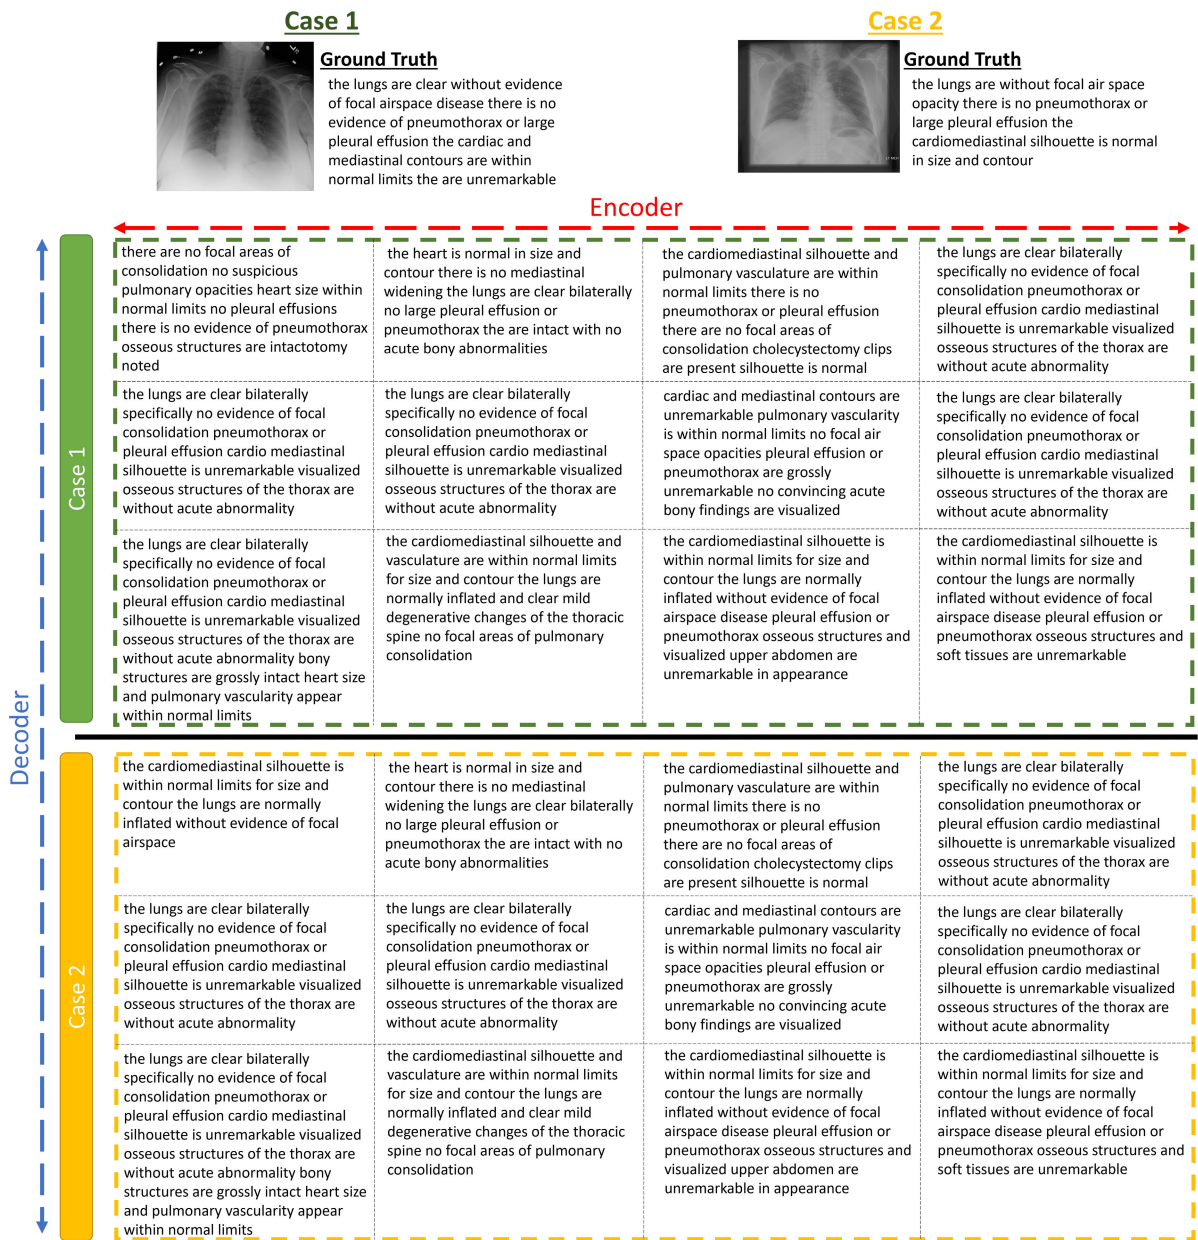 Case 1
Ground Truth
the lungs are clear without evidence
of focal airspace disease there is no
evidence of pneumothorax or large
pleural effusion the cardiac and
mediastinal contours are within
normal limits the are unremarkable
Case 2
Ground Truth
the lungs are without focal air space
opacity there is no pneumothorax or
large pleural effusion the
cardiomediastinal silhouette is normal
in size and contour
Encoder
Decoder
Case 1
there are no focal areas of
consolidation no suspicious
pulmonary opacities heart size within
normal limits no pleural effusions
there is no evidence of pneumothorax
osseous structures are intactotomy
noted
the heart is normal in size and
contour there is no mediastinal
widening the lungs are clear bilaterally
no large pleural effusion or
pneumothorax the are intact with no
acute bony abnormalities
the cardiomediastinal silhouette and
pulmonary vasculature are within
normal limits there is no
pneumothorax or pleural effusion
there are no focal areas of
consolidation cholecystectomy clips
are present silhouette is normal
the lungs are clear bilaterally
specifically no evidence of focal
consolidation pneumothorax or
pleural effusion cardio mediastinal
silhouette is unremarkable visualized
osseous structures of the thorax are
without acute abnormality
the lungs are clear bilaterally
specifically no evidence of focal
consolidation pneumothorax or
pleural effusion cardio mediastinal
silhouette is unremarkable visualized
osseous structures of the thorax are
without acute abnormality
the lungs are clear bilaterally
specifically no evidence of focal
consolidation pneumothorax or
pleural effusion cardio mediastinal
silhouette is unremarkable visualized
osseous structures of the thorax are
without acute abnormality
cardiac and mediastinal contours are
unremarkable pulmonary vascularity
is within normal limits no focal air
space opacities pleural effusion or
pneumothorax are grossly
unremarkable no convincing acute
bony findings are visualized
the lungs are clear bilaterally
specifically no evidence of focal
consolidation pneumothorax or
pleural effusion cardio mediastinal
silhouette is unremarkable visualized
osseous structures of the thorax are
without acute abnormality
the lungs are clear bilaterally
specifically no evidence of focal
consolidation pneumothorax or
pleural effusion cardio mediastinal
silhouette is unremarkable visualized
osseous structures of the thorax are
without acute abnormality bony
structures are grossly intact heart size
and pulmonary vascularity appear
within normal limits
the cardiomediastinal silhouette and
vasculature are within normal limits
for size and contour the lungs are
normally inflated and clear mild
degenerative changes of the thoracic
spine no focal areas of pulmonary
consolidation
the cardiomediastinal silhouette is
within normal limits for size and
contour the lungs are normally
inflated without evidence of focal
airspace disease pleural effusion or
pneumothorax osseous structures and
visualized upper abdomen are
unremarkable in appearance
the cardiomediastinal silhouette is
within normal limits for size and
contour the lungs are normally
inflated without evidence of focal
airspace disease pleural effusion or
pneumothorax osseous structures and
soft tissues are unremarkable
Case 2
the cardiomediastinal silhouette is
within normal limits for size and
contour the lungs are normally
inflated without evidence of focal
airspace
the heart is normal in size and
contour there is no mediastinal
widening the lungs are clear bilaterally
no large pleural effusion or
pneumothorax the are intact with no
acute bony abnormalities
the cardiomediastinal silhouette and
pulmonary vasculature are within
normal limits there is no
pneumothorax or pleural effusion
there are no focal areas of
consolidation cholecystectomy clips
are present silhouette is normal
the lungs are clear bilaterally
specifically no evidence of focal
consolidation pneumothorax or
pleural effusion cardio mediastinal
silhouette is unremarkable visualized
osseous structures of the thorax are
without acute abnormality
the lungs are clear bilaterally
specifically no evidence of focal
consolidation pneumothorax or
pleural effusion cardio mediastinal
silhouette is unremarkable visualized
osseous structures of the thorax are
without acute abnormality
the lungs are clear bilaterally
specifically no evidence of focal
consolidation pneumothorax or
pleural effusion cardio mediastinal
silhouette is unremarkable visualized
osseous structures of the thorax are
without acute abnormality
cardiac and mediastinal contours are
unremarkable pulmonary vascularity
is within normal limits no focal air
space opacities pleural effusion or
pneumothorax are grossly
unremarkable no convincing acute
bony findings are visualized
the lungs are clear bilaterally
specifically no evidence of focal
consolidation pneumothorax or
pleural effusion cardio mediastinal
silhouette is unremarkable visualized
osseous structures of the thorax are
without acute abnormality
the lungs are clear bilaterally
specifically no evidence of focal
consolidation pneumothorax or
pleural effusion cardio mediastinal
silhouette is unremarkable visualized
osseous structures of the thorax are
without acute abnormality bony
structures are grossly intact heart size
and pulmonary vascularity appear
within normal limits
the cardiomediastinal silhouette and
vasculature are within normal limits
for size and contour the lungs are
normally inflated and clear mild
degenerative changes of the thoracic
spine no focal areas of pulmonary
consolidation
the cardiomediastinal silhouette is
within normal limits for size and
contour the lungs are normally
inflated without evidence of focal
airspace disease pleural effusion or
pneumothorax osseous structures and
visualized upper abdomen are
unremarkable in appearance
the cardiomediastinal silhouette is
within normal limits for size and
contour the lungs are normally
inflated without evidence of focal
airspace disease pleural effusion or
pneumothorax osseous structures and
soft tissues are unremarkable